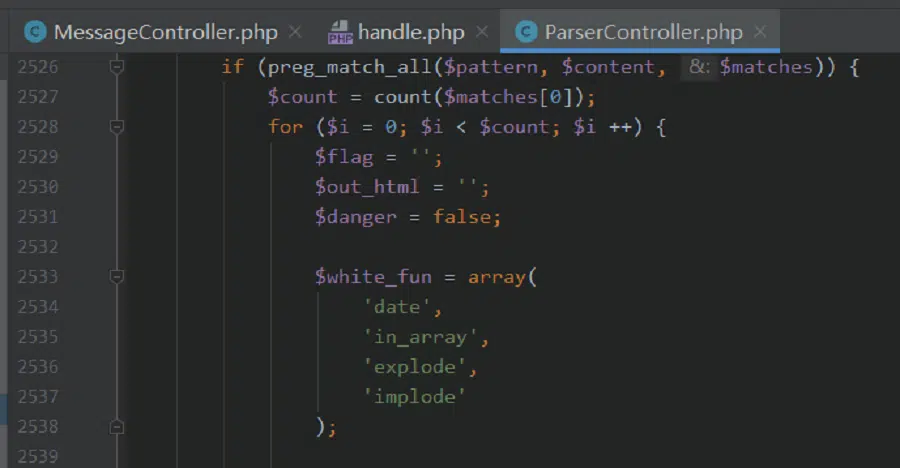 MessageController.php handle.php ParserController.php
2526 if (preg_match_all($pattern, $content, &: $matches)) {
2527 $count = count($matches[0]);
2528 for ($i = 0; $i < $count; $i ++) {
2529 $flag = '';
2530 $out_html = '';
2531 $danger = false;
2532
2533 $white_fun = array(
2534 'date',
2535 'in_array',
2536 'explode',
2537 'implode'
2538 );
2539